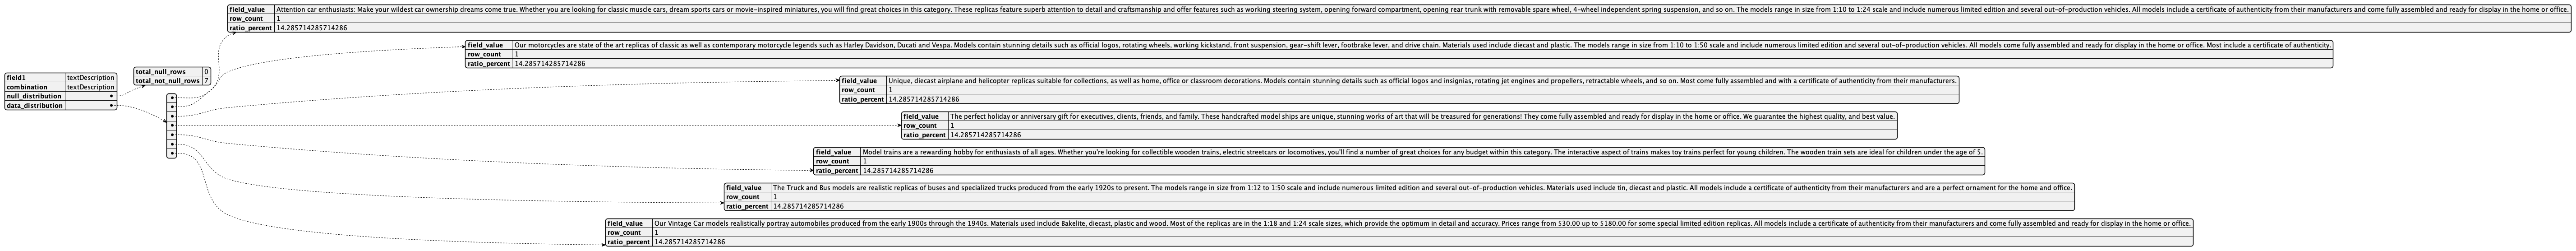 field_value Attention car enthusiasts: Make your wildest car ownership dreams come true. Whether you are looking for classic muscle cars, dream sports cars or movie-inspired miniatures, you will find great choices in this category. These replicas feature superb attention to detail and craftsmanship and offer features such as working steering system, opening forward compartment, opening rear trunk with removable spare wheel, 4-wheel independent spring suspension, and so on. The models range in size from 1:10 to 1:24 scale and include numerous limited edition and several out-of-production vehicles. All models include a certificate of authenticity from their manufacturers and come fully assembled and ready for display in the home or office.
row_count 1
ratio_percent 14.285714285714286
field_value Our motorcycles are state of the art replicas of classic as well as contemporary motorcycle legends such as Harley Davidson, Ducati and Vespa. Models contain stunning details such as official logos, rotating wheels, working kickstand, front suspension, gear-shift lever, footbrake lever, and drive chain. Materials used include diecast and plastic. The models range in size from 1:10 to 1:50 scale and include numerous limited edition and several out-of-production vehicles. All models come fully assembled and ready for display in the home or office. Most include a certificate of authenticity.
row_count 1
ratio_percent 14.285714285714286
field1 textDescription
combination textDescription
null_distribution
data_distribution
total_null_rows 0
total_not_null_rows 7
field_value Unique, diecast airplane and helicopter replicas suitable for collections, as well as home, office or classroom decorations. Models contain stunning details such as official logos and insignias, rotating jet engines and propellers, retractable wheels, and so on. Most come fully assembled and with a certificate of authenticity from their manufacturers.
row_count 1
ratio_percent 14.285714285714286
field_value The perfect holiday or anniversary gift for executives, clients, friends, and family. These handcrafted model ships are unique, stunning works of art that will be treasured for generations! They come fully assembled and ready for display in the home or office. We guarantee the highest quality, and best value.
row_count 1
ratio_percent 14.285714285714286
field_value Model trains are a rewarding hobby for enthusiasts of all ages. Whether you're looking for collectible wooden trains, electric streetcars or locomotives, you'll find a number of great choices for any budget within this category. The interactive aspect of trains makes toy trains perfect for young children. The wooden train sets are ideal for children under the age of 5.
row_count 1
ratio_percent 14.285714285714286
field_value The Truck and Bus models are realistic replicas of buses and specialized trucks produced from the early 1920s to present. The models range in size from 1:12 to 1:50 scale and include numerous limited edition and several out-of-production vehicles. Materials used include tin, diecast and plastic. All models include a certificate of authenticity from their manufacturers and are a perfect ornament for the home and office.
row_count 1
ratio_percent 14.285714285714286
field_value Our Vintage Car models realistically portray automobiles produced from the early 1900s through the 1940s. Materials used include Bakelite, diecast, plastic and wood. Most of the replicas are in the 1:18 and 1:24 scale sizes, which provide the optimum in detail and accuracy. Prices range from $30.00 up to $180.00 for some special limited edition replicas. All models include a certificate of authenticity from their manufacturers and come fully assembled and ready for display in the home or office.
row_count 1
ratio_percent 14.285714285714286